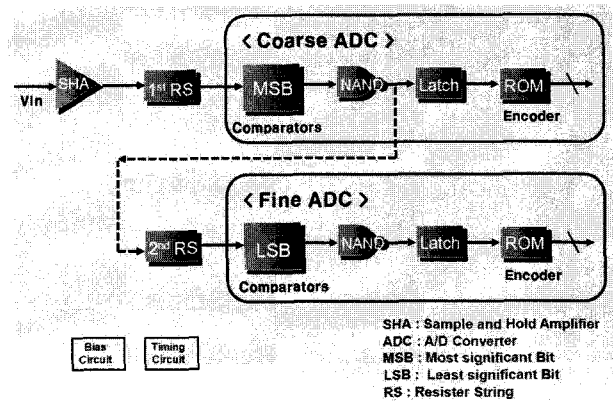 < Coarse ADC >
SHA
Vin
1st RS
MSB
NAND
Latch
ROM
Comparators
Encoder
< Fine ADC >
2nd RS
LSB
NAND
Latch
ROM
Comparators
Encoder
Bias
Circuit
Timing
Circuit
SHA : Sample and Hold Amplifier
ADC : A/D Converter
MSB : Most significant Bit
LSB : Least significant Bit
RS : Resister String